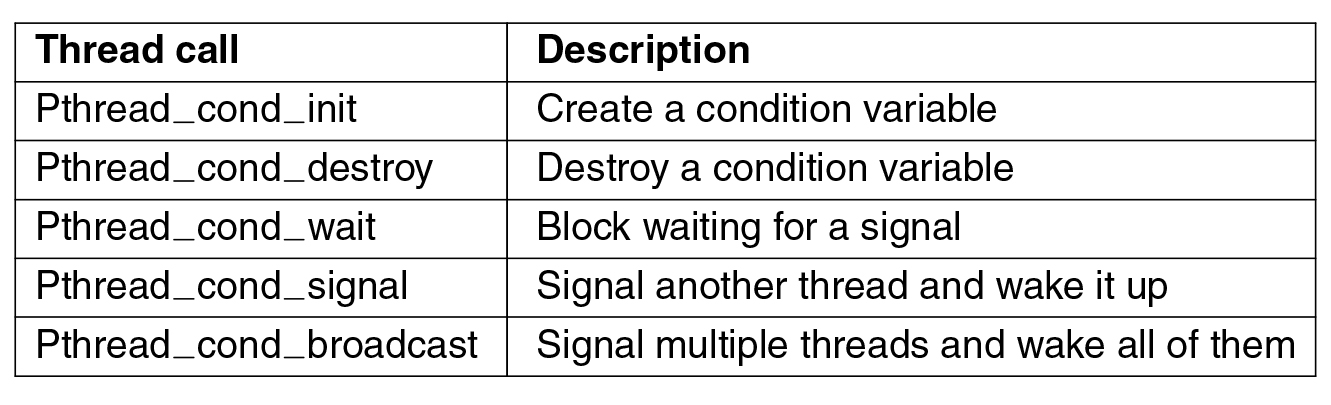 Thread call Description
Pthread_cond_init Create a condition variable
Pthread_cond_destroy Destroy a condition variable
Pthread_cond_wait Block waiting for a signal
Pthread_cond_signal Signal another thread and wake it up
Pthread_cond_broadcast Signal multiple threads and wake all of them